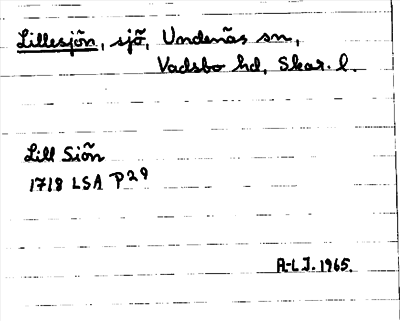 Lillesjön, sjö, Undenäs sn,
Vadsbo hd, Skar. l.
Lill Siön
1718 LSA P29
A-L J. 1965.